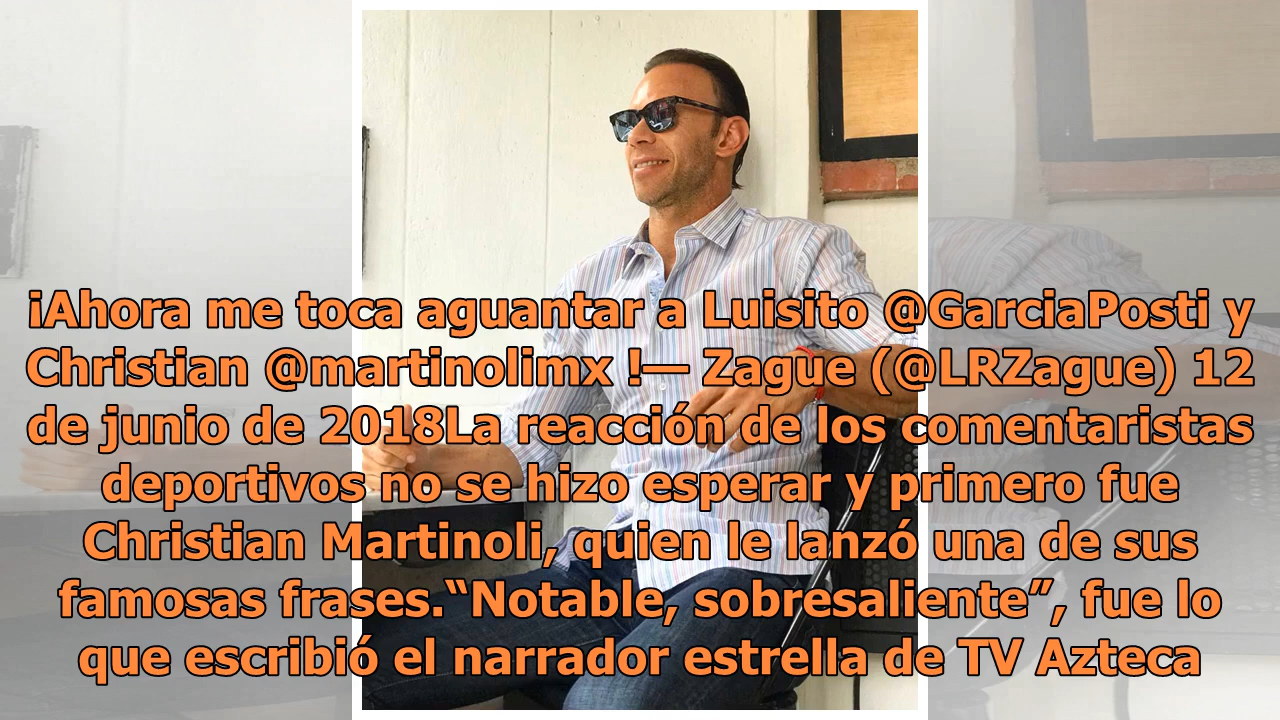 ¡Ahora me toca aguantar a Luisito @GarciaPosti y
Christian @martinolimx !— Zague (@LRZague) 12
de junio de 2018La reacción de los comentaristas
deportivos no se hizo esperar y primero fue
Christian Martinoli, quien le lanzó una de sus
famosas frases.“Notable, sobresaliente”, fue lo
que escribió el narrador estrella de TV Azteca